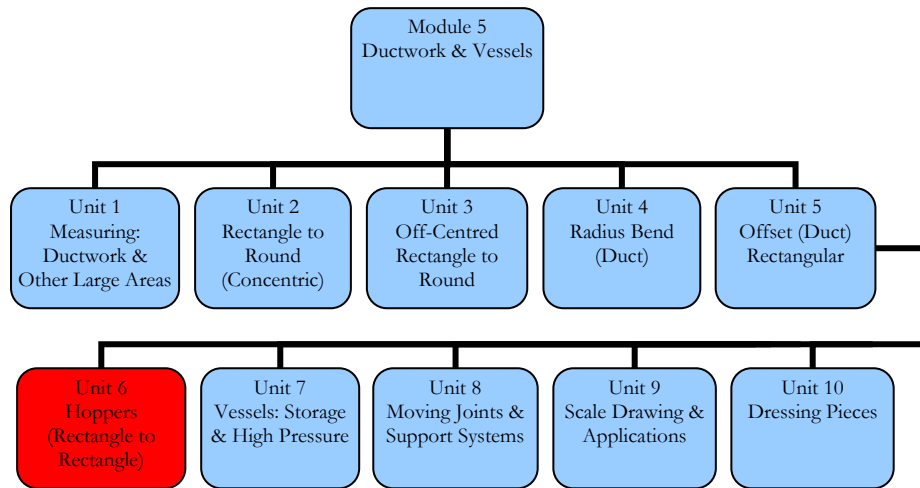 Module 5
Ductwork & Vessels
Unit 1
Measuring:
Ductwork &
Other Large Areas
Unit 2
Rectangle to
Round
(Concentric)
Unit 3
Off-Centred
Rectangle to
Round
Unit 4
Radius Bend
(Duct)
Unit 5
Offset (Duct)
Rectangular
Unit 6
Hoppers
(Rectangle to
Rectangle)
Unit 7
Vessels: Storage
& High Pressure
Unit 8
Moving Joints &
Support Systems
Unit 9
Scale Drawing &
Applications
Unit 10
Dressing Pieces